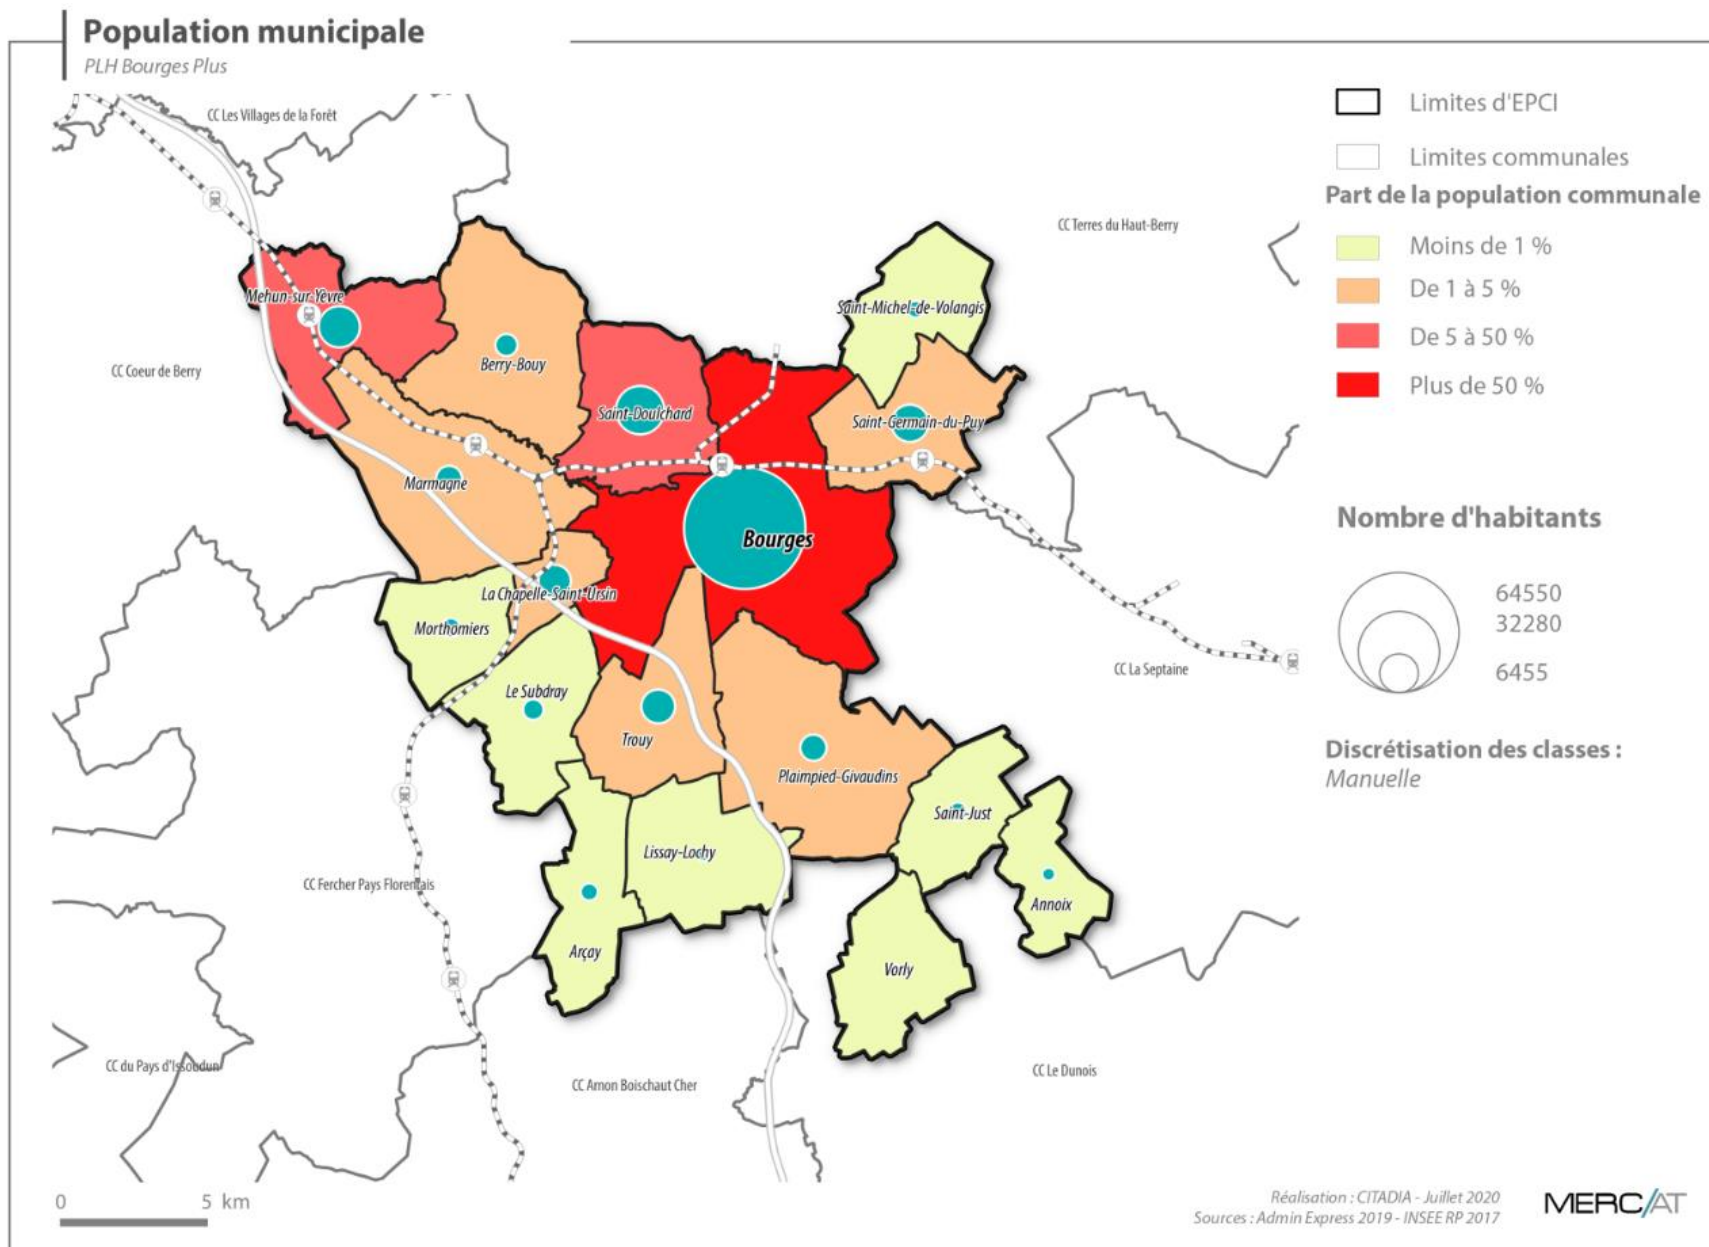 Population municipale
PLH Bourges Plus
CC Les Villages de la Forêt
CC Terres du Haut-Berry
Mehun-sur-Yèvre
Saint-Michel-de-Volangis
CC Coeur de Berry
Berry-Bouy
Saint-Doulchard
Saint-Germain-du-Puy
Marmagne
Bourges
La Chapelle-Saint-Ursin
Morthomiers
CC La Septaine
Le Subdray
Trouy
Plaimpied-Givaudins
Saint-Just
Lissay-Lochy
CC Fercher Pays Florentais
Annoix
Arçay
Vorly
CC du Pays d'Issoudun
CC Arnon Boischaut Cher
CC Le Dunois
0 5 km
Limites d'EPCI
Limites communales
Part de la population communale
Moins de 1 %
De 1 à 5 %
De 5 à 50 %
Plus de 50 %
Nombre d'habitants
64550
32280
6455
Discrétisation des classes :
Manuelle
Réalisation : CITADIA - Juillet 2020
Sources : Admin Express 2019 - INSEE RP 2017
MERC/AT